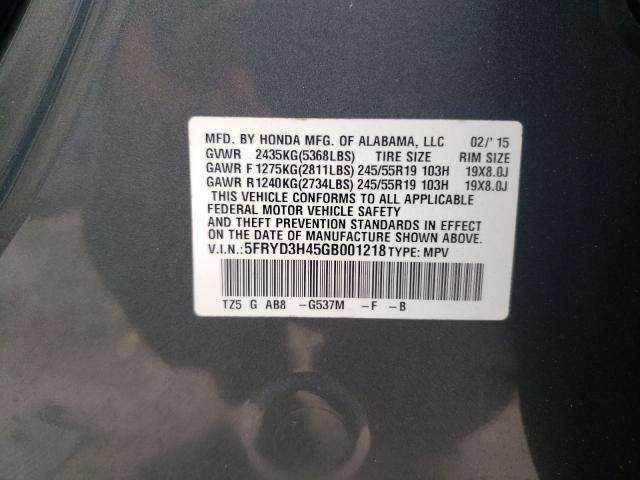 MFD. BY HONDA MFG. OF ALABAMA, LLC 02/'15
GVWR 2435KG(5368LBS) TIRE SIZE RIM SIZE
GAWR F 1275KG(2811LBS) 245/55R19 103H 19X8.0J
GAWR R 1240KG(2734LBS) 245/55R19 103H 19X8.0J
THIS VEHICLE CONFORMS TO ALL APPLICABLE
FEDERAL MOTOR VEHICLE SAFETY
AND THEFT PREVENTION STANDARDS IN EFFECT
ON THE DATE OF MANUFACTURE SHOWN ABOVE.
V.I.N.:5FRYD3H45GB001218 TYPE: MPV
TZ5 G AB8 -G537M -F -B